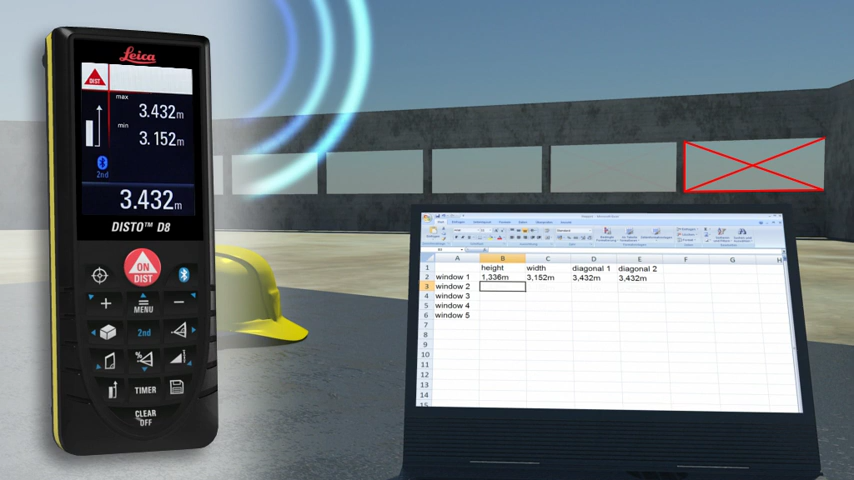 Leica
DIST
max
3.432m
min
3.152m
2nd
3.432m
DISTO™ D8
ON
DIST
MENU
2nd
%
TIMER
CLEAR
OFF
A B C D E F G H
1 height width diagonal 1 diagonal 2
2 window 1 1,336m 3,152m 3,432m 3,432m
3 window 2
4 window 3
5 window 4
6 window 5
7
8
9
10
11
12
13
14
15